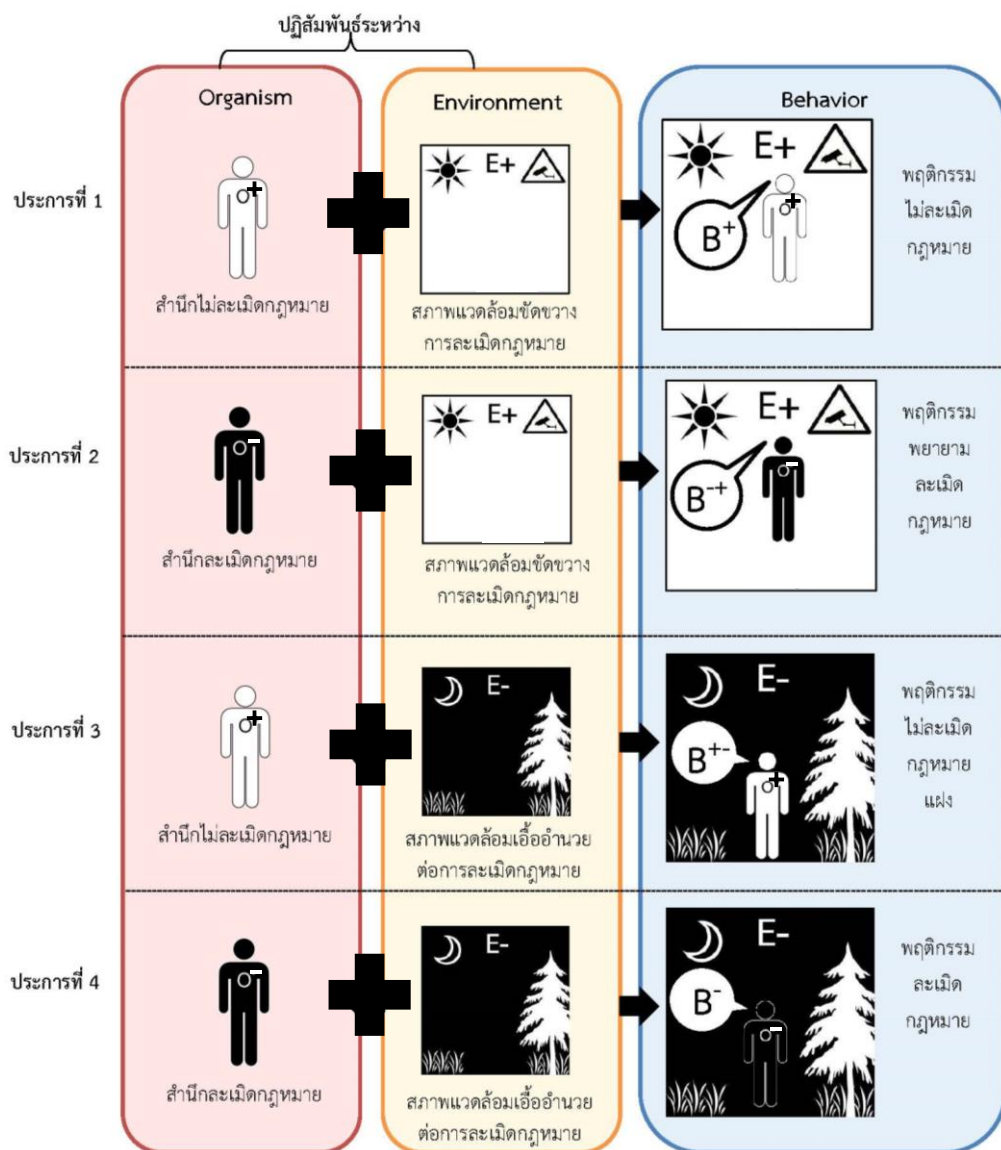 ปฏิสัมพันธ์ระหว่าง
Organism
Environment
Behavior
ประการที่ 1
O+
สำนึกไม่ละเมิดกฎหมาย
E+
สภาพแวดล้อมขัดขวาง
การละเมิดกฎหมาย
E+
B+
O+
พฤติกรรม
ไม่ละเมิด
กฎหมาย
ประการที่ 2
O-
สำนึกละเมิดกฎหมาย
E+
สภาพแวดล้อมขัดขวาง
การละเมิดกฎหมาย
E+
B-+
O-
พฤติกรรม
พยายาม
ละเมิด
กฎหมาย
ประการที่ 3
O+
สำนึกไม่ละเมิดกฎหมาย
E-
สภาพแวดล้อมเอื้ออำนวย
ต่อการละเมิดกฎหมาย
E-
B+-
O+
พฤติกรรม
ไม่ละเมิด
กฎหมาย
แฝง
ประการที่ 4
O-
สำนึกละเมิดกฎหมาย
E-
สภาพแวดล้อมเอื้ออำนวย
ต่อการละเมิดกฎหมาย
E-
B-
O-
พฤติกรรม
ละเมิด
กฎหมาย